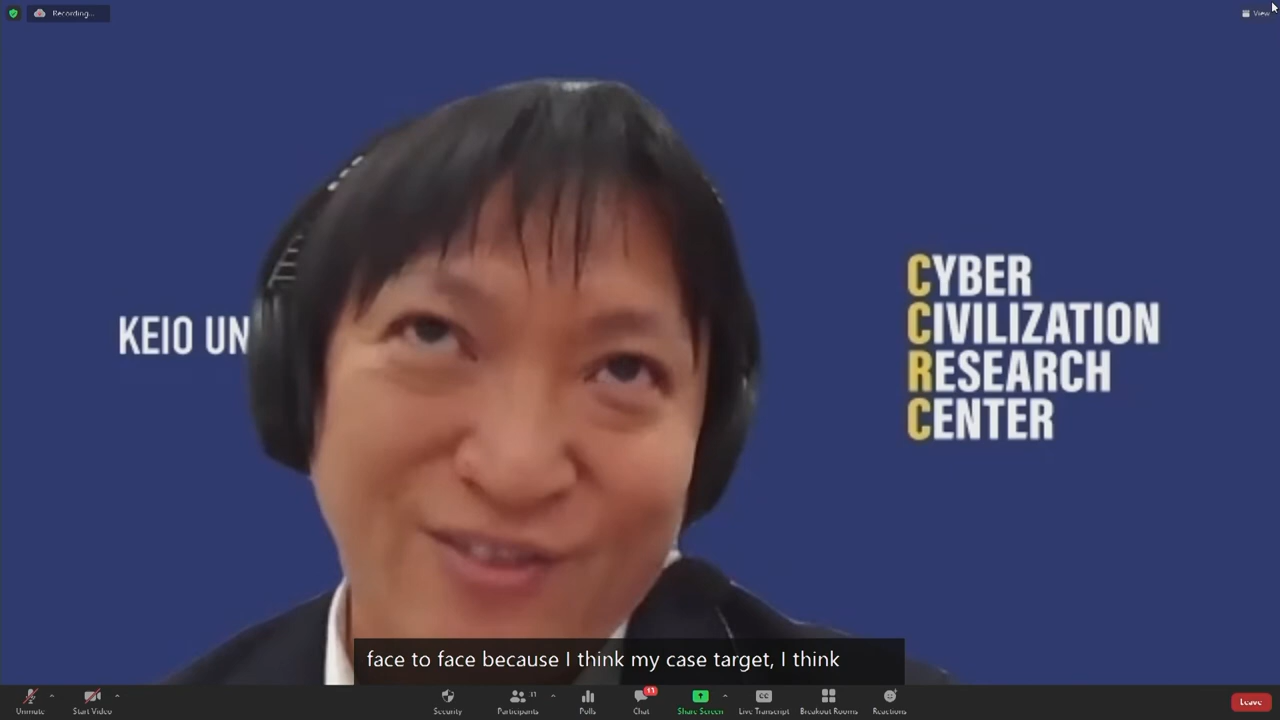 Recording...
View
KEIO UN
CYBER
CIVILIZATION
RESEARCH
CENTER
face to face because I think my case target, I think
Unmute
Start Video
Security
Participants
11
Polls
Chat
11
Share Screen
CC
Live Transcript
Breakout Rooms
Reactions
Leave